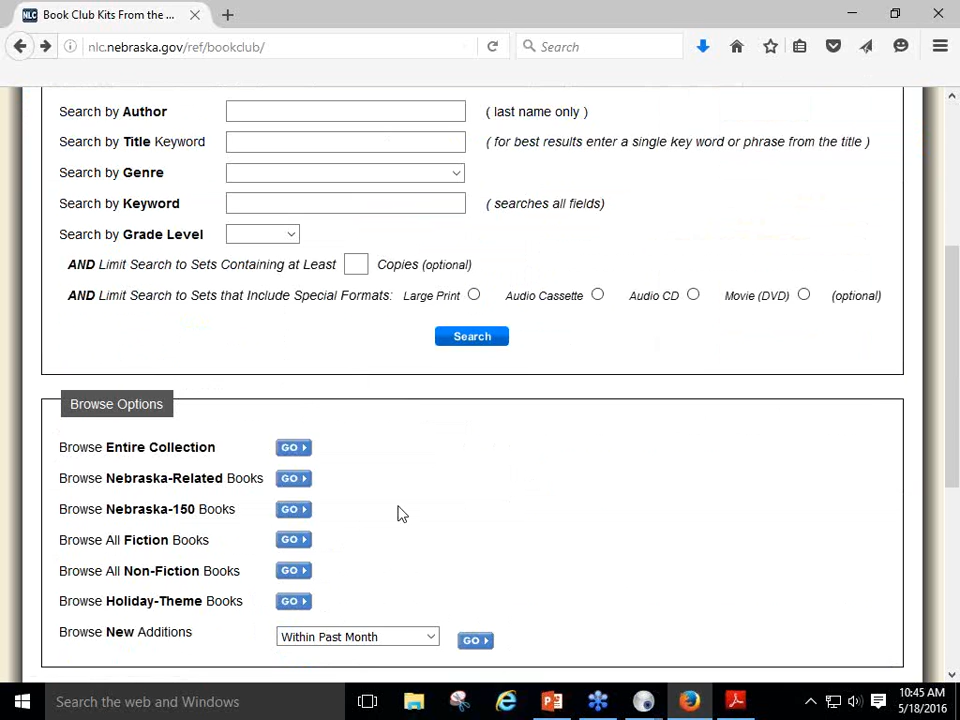 NLC Book Club Kits From the ...
nlc.nebraska.gov/ref/bookclub/
Search
Search by Author ( last name only )
Search by Title Keyword ( for best results enter a single key word or phrase from the title )
Search by Genre
Search by Keyword ( searches all fields)
Search by Grade Level
AND Limit Search to Sets Containing at Least Copies (optional)
AND Limit Search to Sets that Include Special Formats: Large Print Audio Cassette Audio CD Movie (DVD) (optional)
Search
Browse Options
Browse Entire Collection GO
Browse Nebraska-Related Books GO
Browse Nebraska-150 Books GO
Browse All Fiction Books GO
Browse All Non-Fiction Books GO
Browse Holiday-Theme Books GO
Browse New Additions Within Past Month GO
Search the web and Windows
10:45 AM
5/18/2016